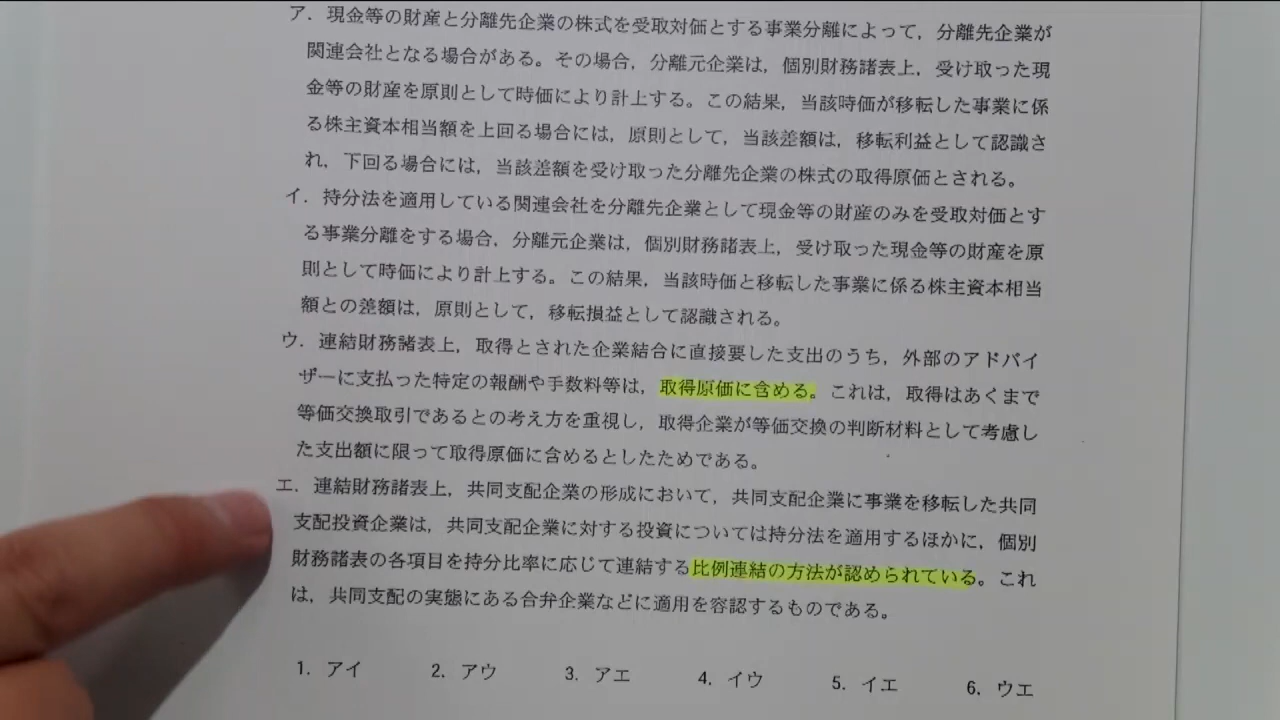 ア．現金等の財産と分離先企業の株式を受取対価とする事業分離によって，分離先企業が
関連会社となる場合がある。その場合，分離元企業は，個別財務諸表上，受け取った現
金等の財産を原則として時価により計上する。この結果，当該時価が移転した事業に係
る株主資本相当額を上回る場合には，原則として，当該差額は，移転利益として認識さ
れ，下回る場合には，当該差額を受け取った分離先企業の株式の取得原価とされる。
イ．持分法を適用している関連会社を分離先企業として現金等の財産のみを受取対価とす
る事業分離をする場合，分離元企業は，個別財務諸表上，受け取った現金等の財産を原
則として時価により計上する。この結果，当該時価と移転した事業に係る株主資本相当
額との差額は，原則として，移転損益として認識される。
ウ．連結財務諸表上，取得とされた企業結合に直接要した支出のうち，外部のアドバイ
ザーに支払った特定の報酬や手数料等は，取得原価に含める。これは，取得はあくまで
等価交換取引であるとの考え方を重視し，取得企業が等価交換の判断材料として考慮し
た支出額に限って取得原価に含めるとしたためである。
エ．連結財務諸表上，共同支配企業の形成において，共同支配企業に事業を移転した共同
支配投資企業は，共同支配企業に対する投資については持分法を適用するほかに，個別
財務諸表の各項目を持分比率に応じて連結する比例連結の方法が認められている。これ
は，共同支配の実態にある合弁企業などに適用を容認するものである。
1．アイ 2．アウ 3．アエ 4．イウ 5．イエ 6．ウエ